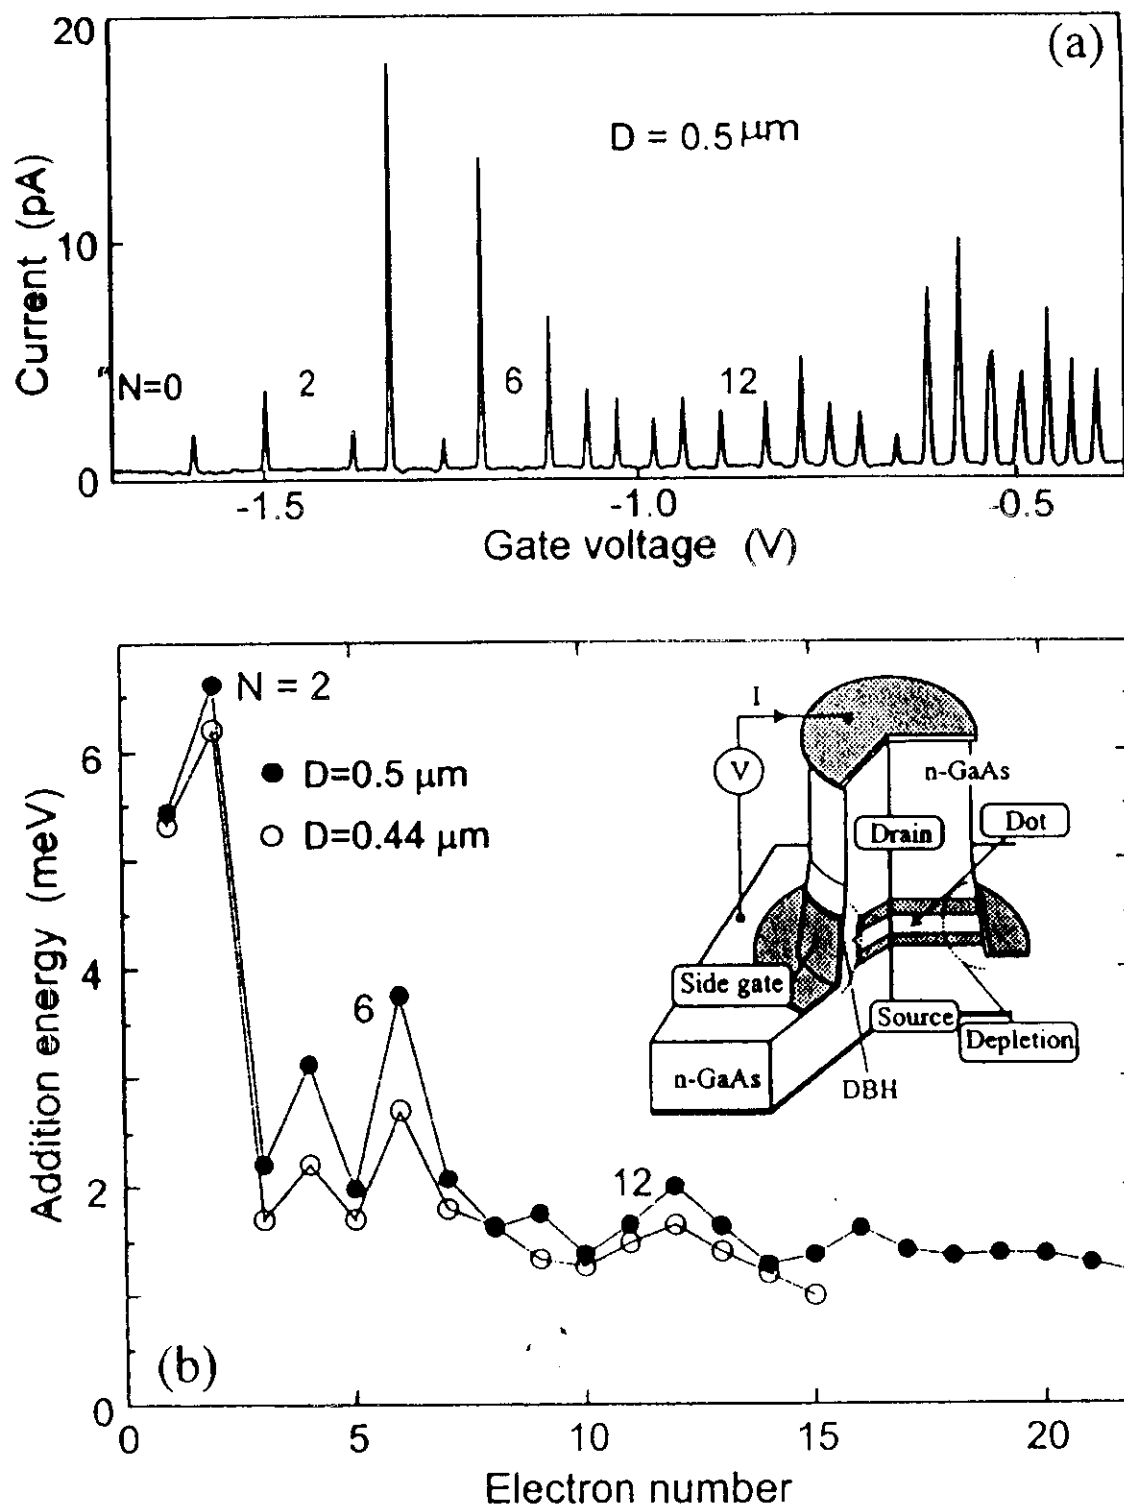 20
(a)
D = 0.5 μm
Current (pA)
10
N=0
2
6
12
0
-1.5
-1.0
-0.5
Gate voltage (V)
N = 2
D=0.5 μm
D=0.44 μm
6
Addition energy (meV)
6
4
2
0
12
(b)
0
5
10
15
20
Electron number
I
V
n-GaAs
Drain
Dot
Side gate
Source
Depletion
n-GaAs
DBH